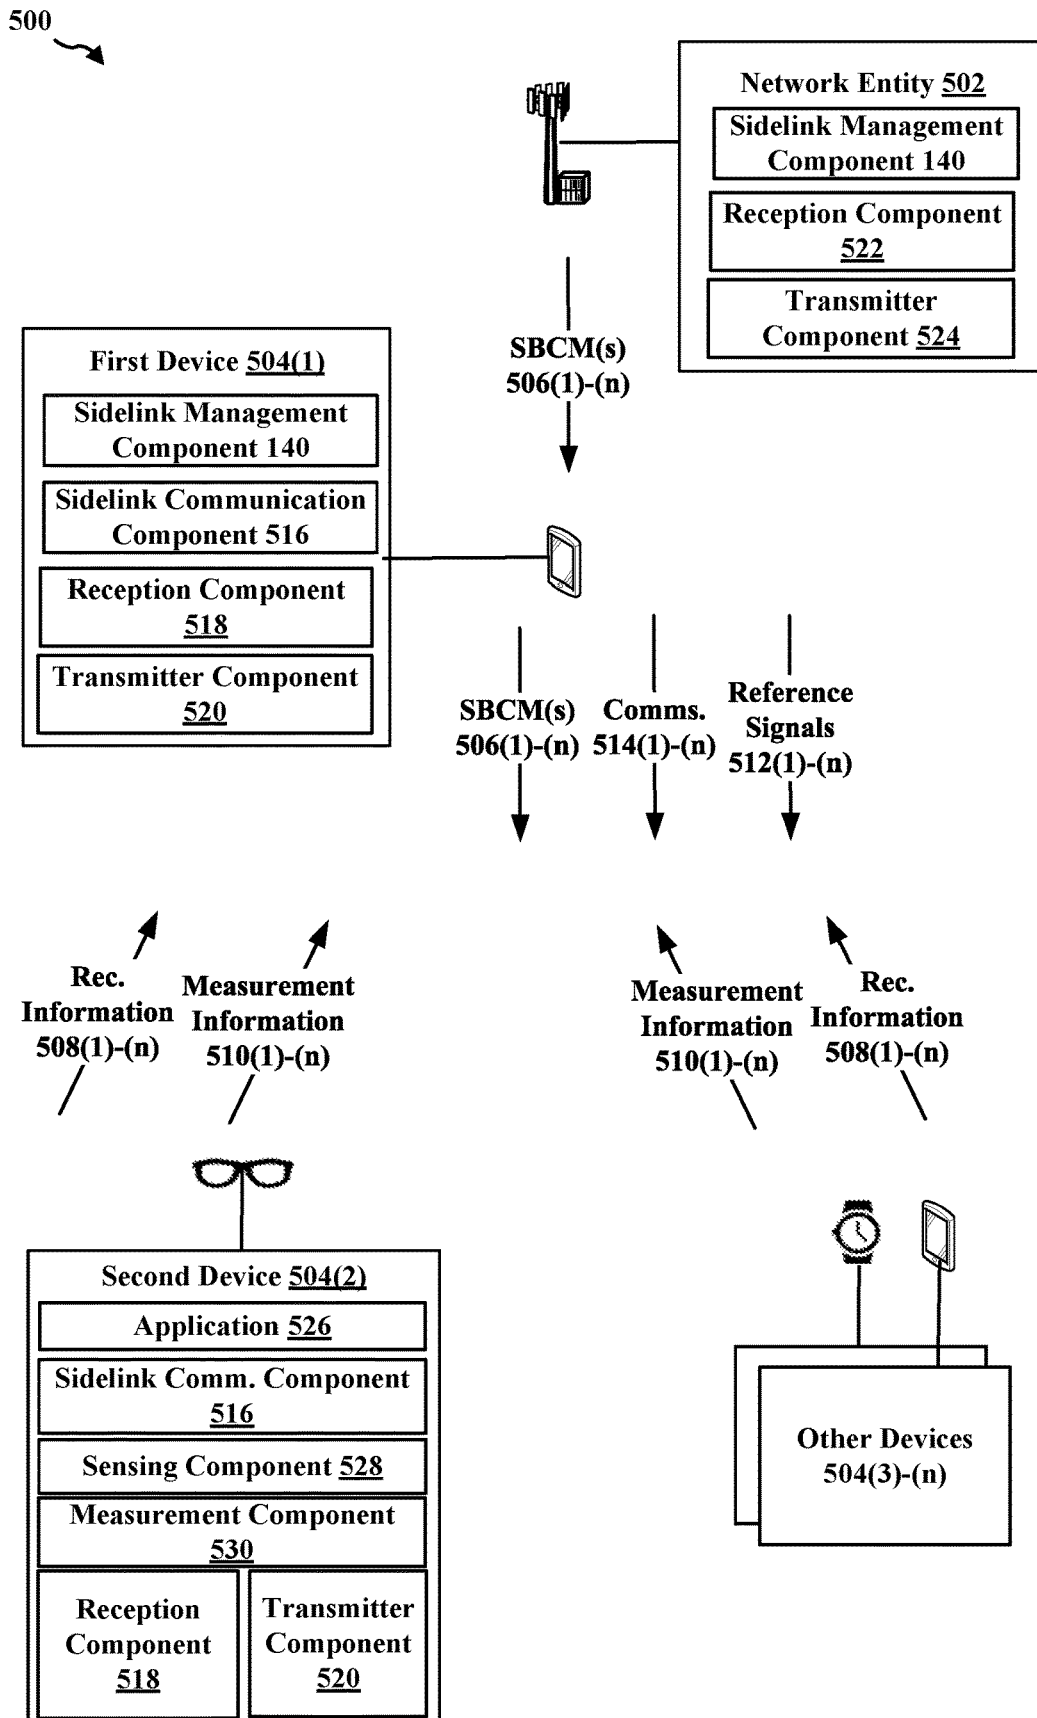 500
Network Entity 502
Sidelink Management
Component 140
Reception Component
522
Transmitter
Component 524
SBCM(s)
506(1)-(n)
First Device 504(1)
Sidelink Management
Component 140
Sidelink Communication
Component 516
Reception Component
518
Transmitter Component
520
SBCM(s)
506(1)-(n)
Comms.
514(1)-(n)
Reference
Signals
512(1)-(n)
Rec.
Information
508(1)-(n)
Measurement
Information
510(1)-(n)
Measurement
Information
510(1)-(n)
Rec.
Information
508(1)-(n)
Second Device 504(2)
Application 526
Sidelink Comm. Component
516
Sensing Component 528
Measurement Component
530
Reception
Component
518
Transmitter
Component
520
Other Devices
504(3)-(n)